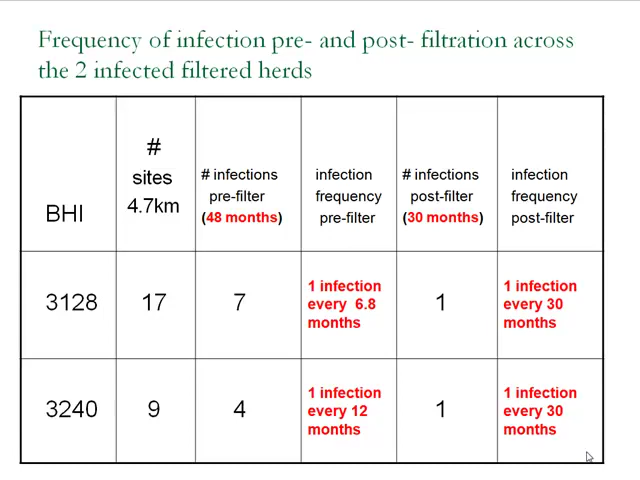 Frequency of infection pre- and post- filtration across
the 2 infected filtered herds
BHI
#
sites
4.7km
# infections
pre-filter
(48 months)
infection
frequency
pre-filter
# infections
post-filter
(30 months)
infection
frequency
post-filter
3128
17
7
1 infection
every 6.8
months
1
1 infection
every 30
months
3240
9
4
1 infection
every 12
months
1
1 infection
every 30
months